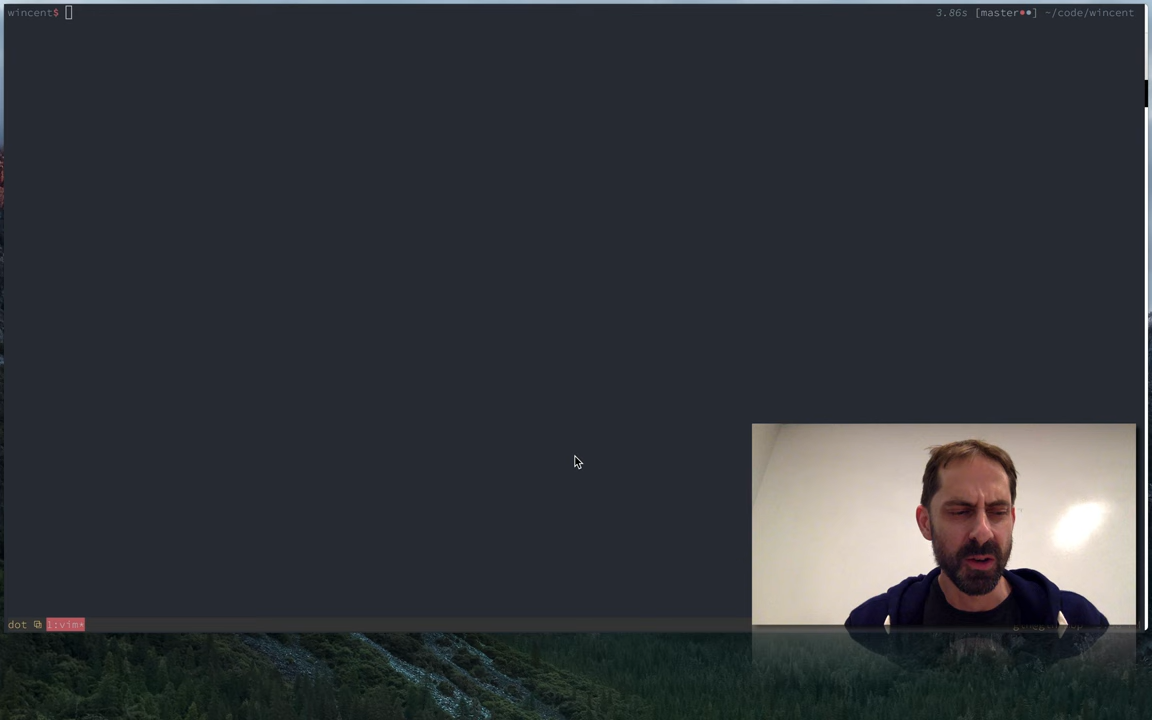 wincent$ 3.86s [master••] ~/code/wincent
dot 1:vim*